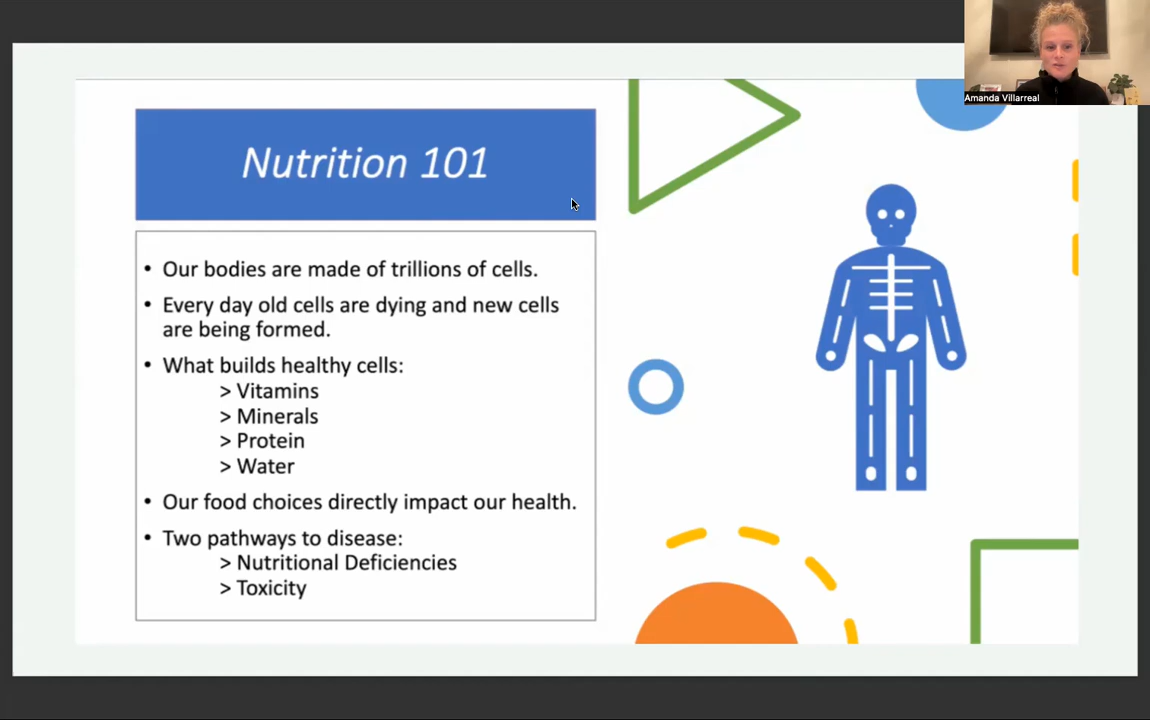 Amanda Villarreal
Nutrition 101
• Our bodies are made of trillions of cells.
• Every day old cells are dying and new cells
are being formed.
• What builds healthy cells:
> Vitamins
> Minerals
> Protein
> Water
• Our food choices directly impact our health.
• Two pathways to disease:
> Nutritional Deficiencies
> Toxicity